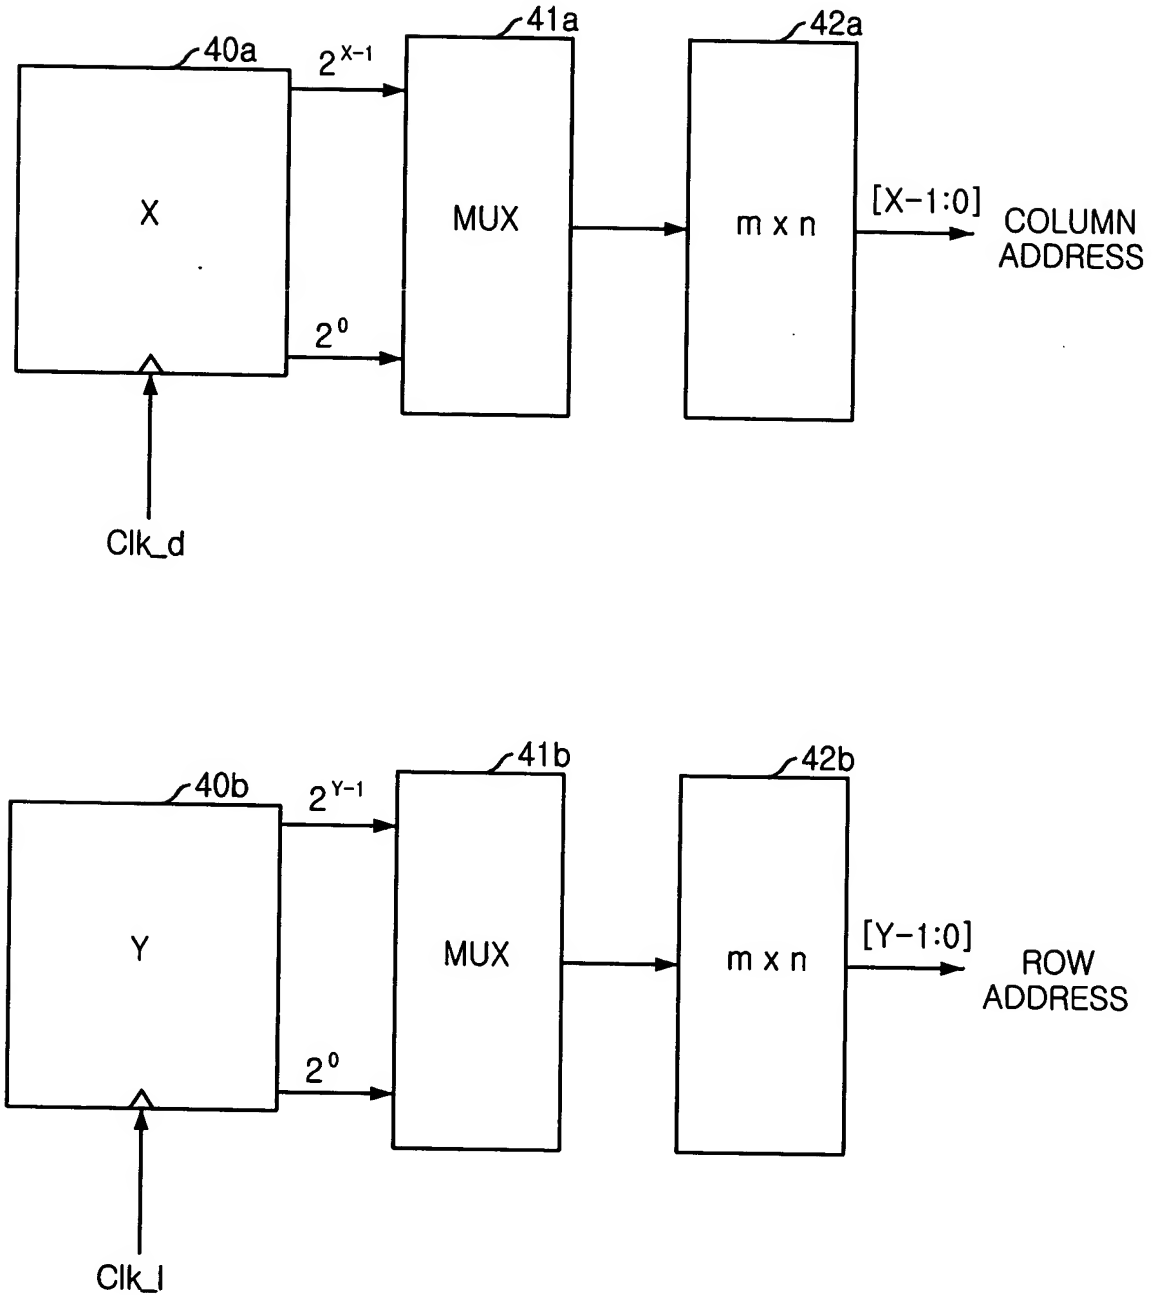 40a
2^X-1
41a
42a
X
MUX
m x n
[X-1:0]
COLUMN
ADDRESS
2^0
Clk_d
40b
2^Y-1
41b
42b
Y
MUX
m x n
[Y-1:0]
ROW
ADDRESS
2^0
Clk_l